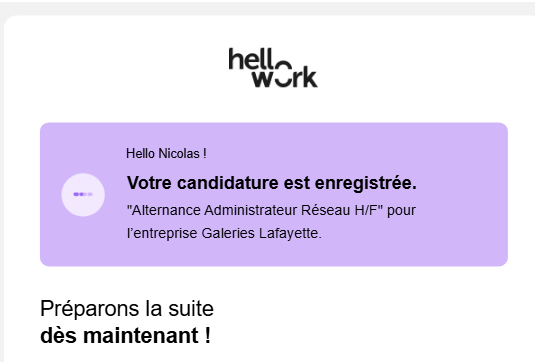 hello
work
Hello Nicolas !
Votre candidature est enregistrée.
"Alternance Administrateur Réseau H/F" pour
l’entreprise Galeries Lafayette.
Préparons la suite
dès maintenant !